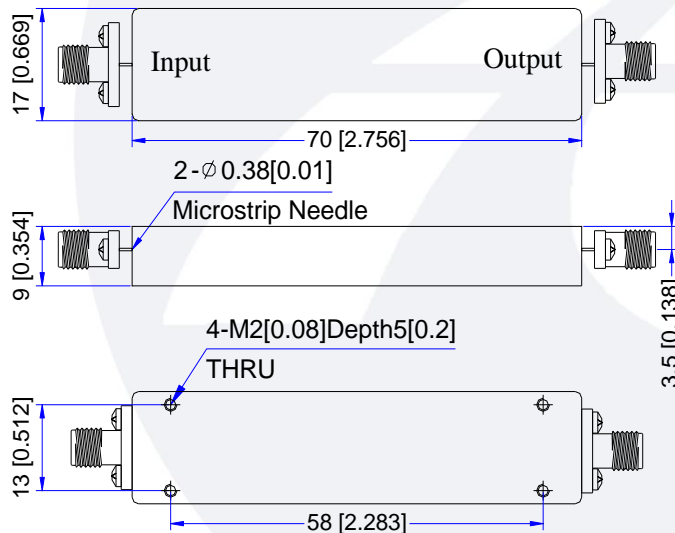 17 [0.669]
Input
Output
70 [2.756]
2-∅0.38[0.01]
Microstrip Needle
9 [0.354]
3.5 [0.138]
4-M2[0.08]Depth5[0.2]
THRU
13 [0.512]
58 [2.283]